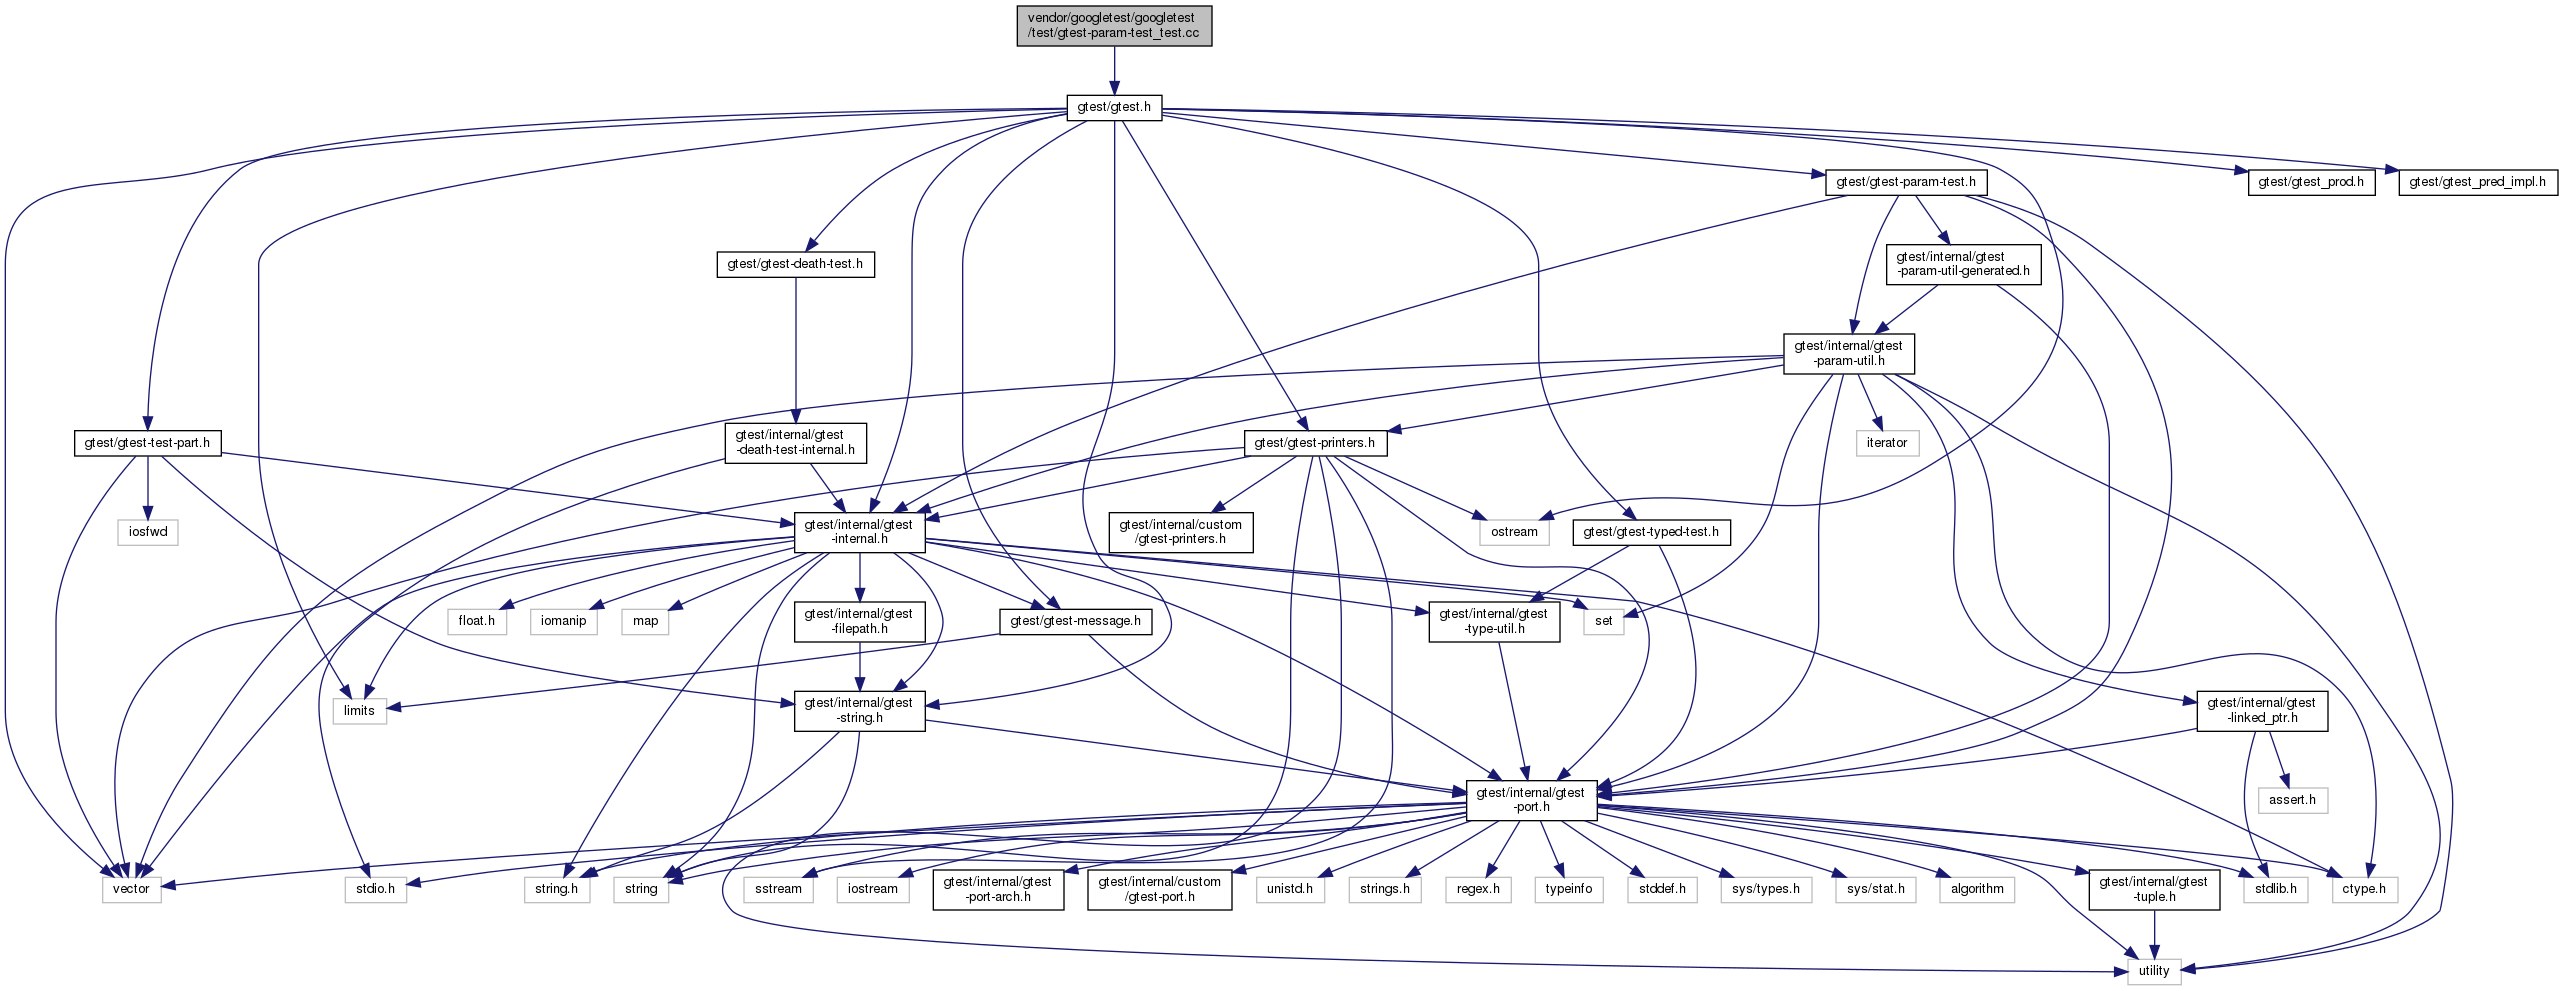 vendor/googletest/googletest
/test/gtest-param-test_test.cc
gtest/gtest.h
gtest/gtest-param-test.h
gtest/gtest_prod.h
gtest/gtest_pred_impl.h
gtest/gtest-death-test.h
gtest/internal/gtest
-param-util-generated.h
gtest/internal/gtest
-param-util.h
gtest/gtest-test-part.h
gtest/internal/gtest
-death-test-internal.h
gtest/gtest-printers.h
iterator
iosfwd
gtest/internal/gtest
-internal.h
gtest/internal/custom
/gtest-printers.h
ostream
gtest/gtest-typed-test.h
float.h
iomanip
map
gtest/internal/gtest
-filepath.h
gtest/gtest-message.h
gtest/internal/gtest
-type-util.h
set
limits
gtest/internal/gtest
-string.h
gtest/internal/gtest
-linked_ptr.h
gtest/internal/gtest
-port.h
assert.h
vector
stdio.h
string.h
string
sstream
iostream
gtest/internal/gtest
-port-arch.h
gtest/internal/custom
/gtest-port.h
unistd.h
strings.h
regex.h
typeinfo
stddef.h
sys/types.h
sys/stat.h
algorithm
gtest/internal/gtest
-tuple.h
stdlib.h
ctype.h
utility